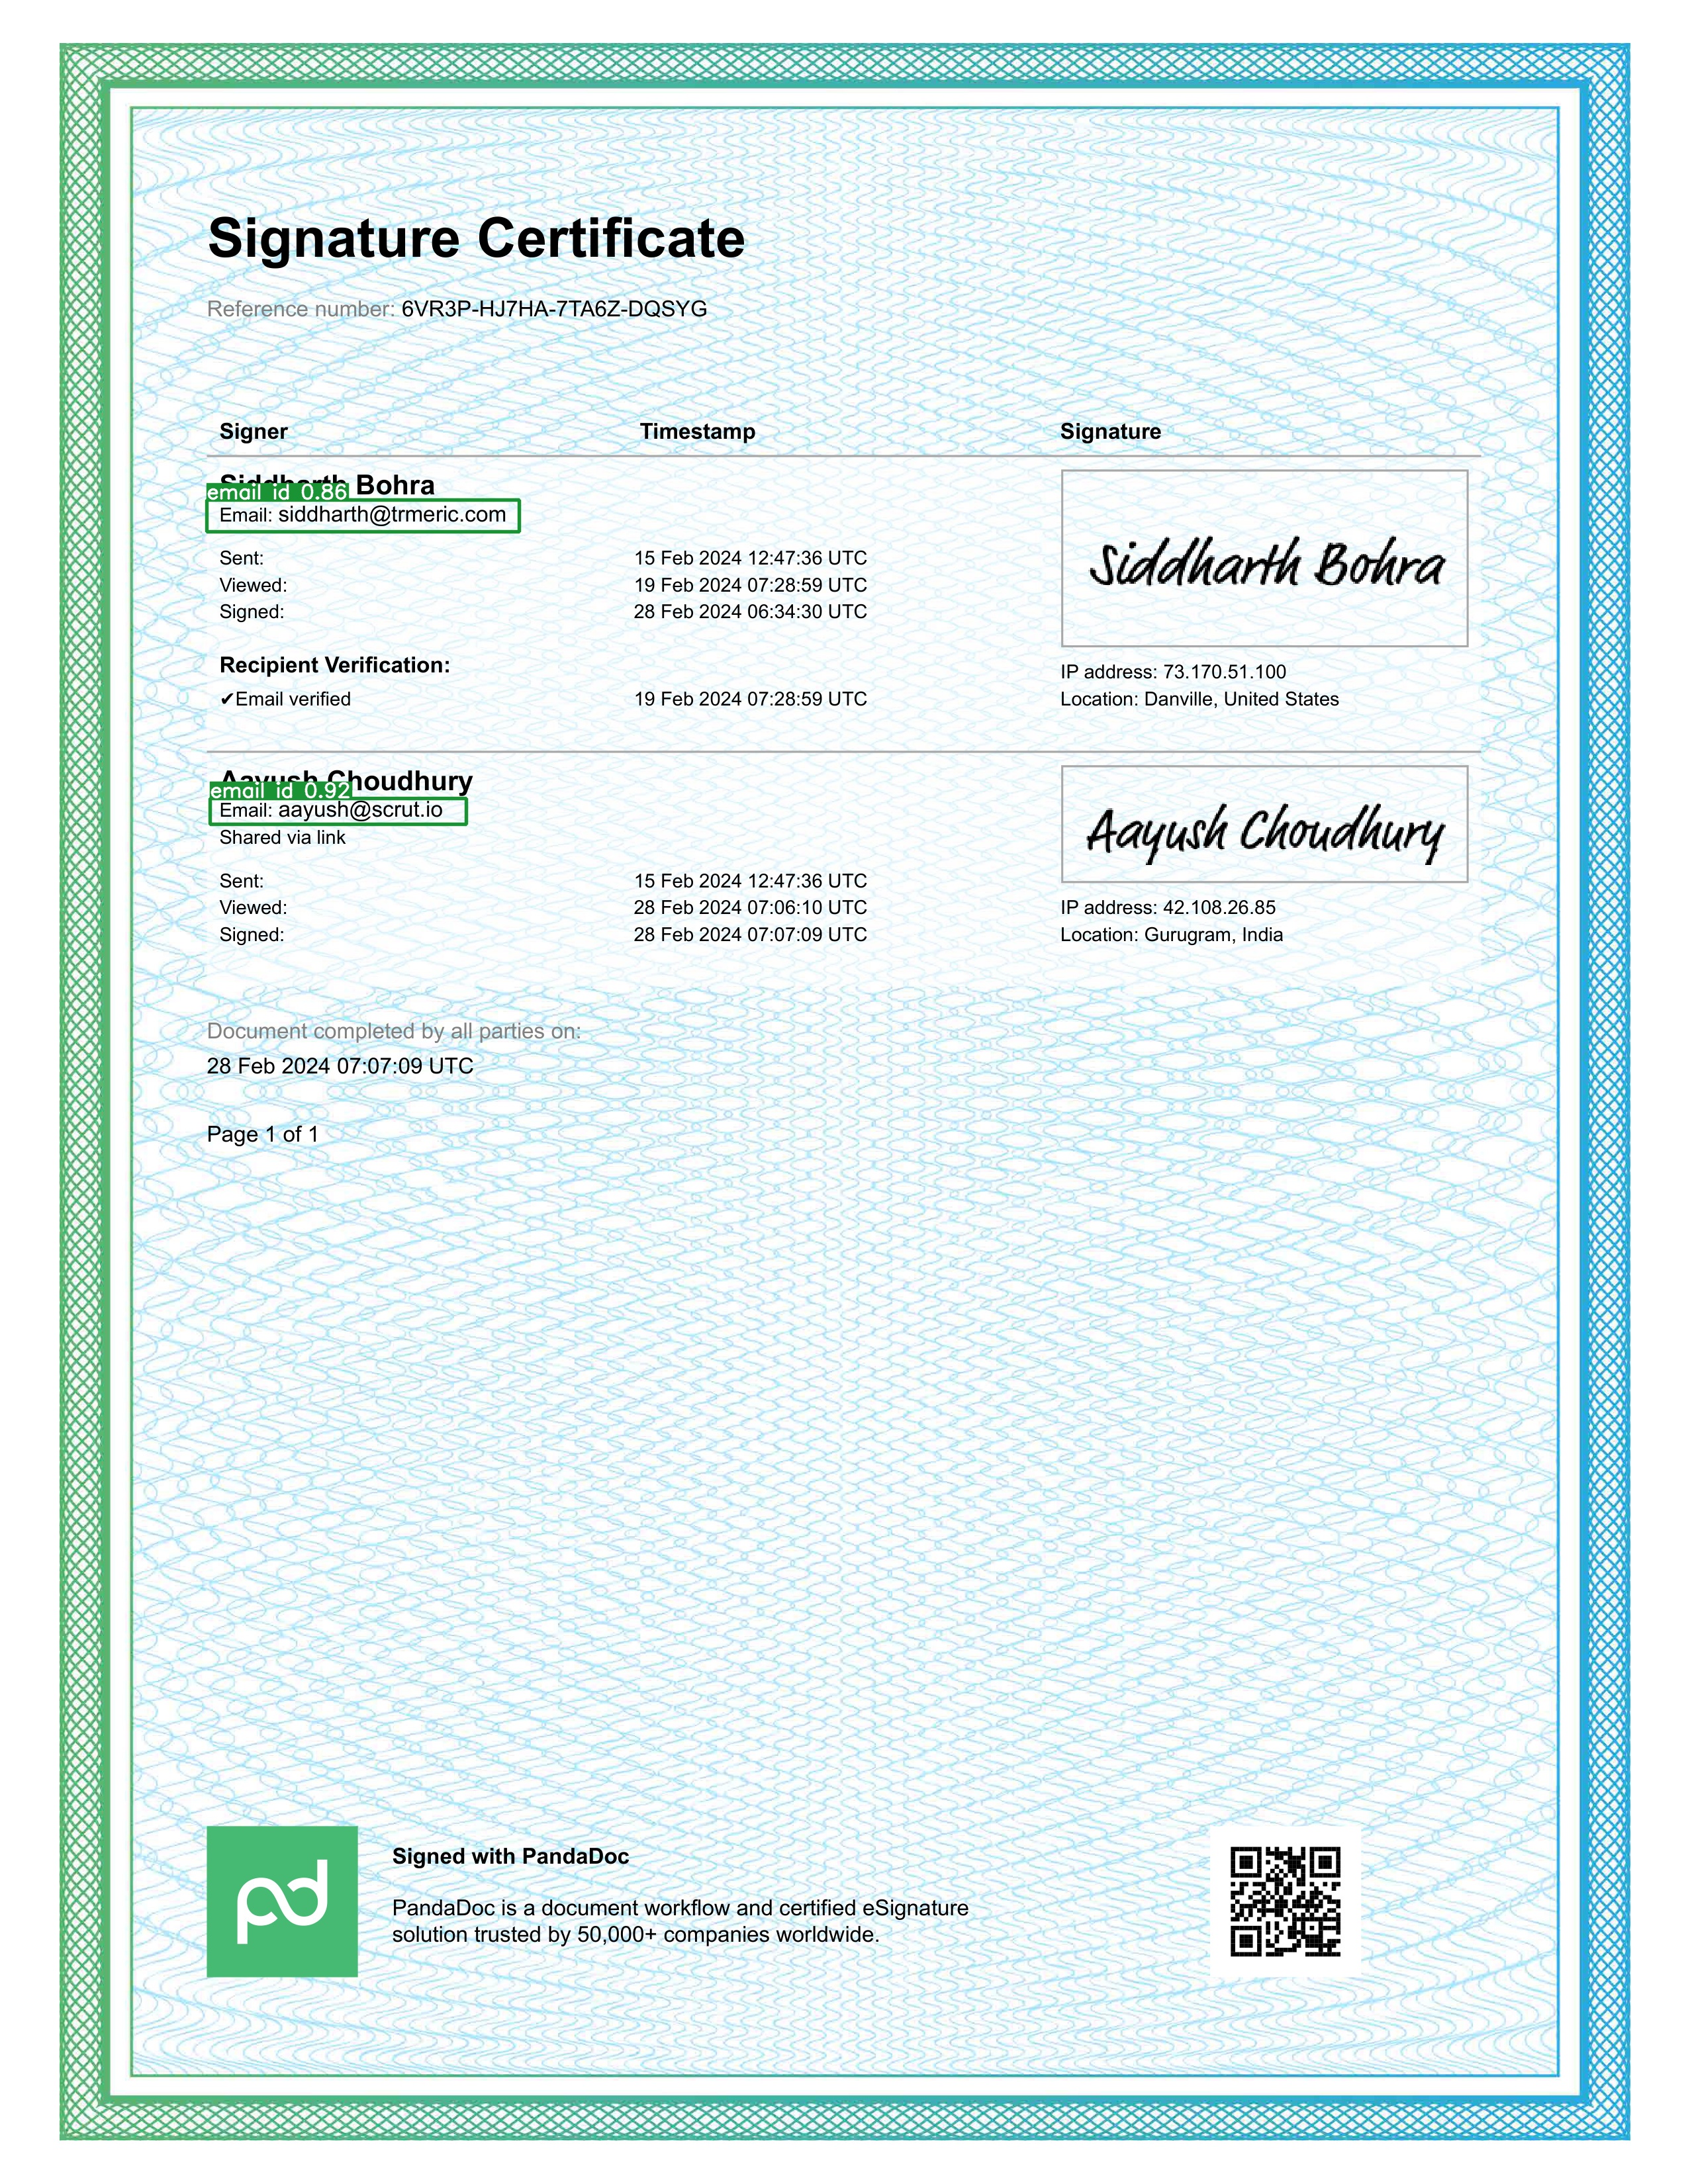 Signature Certificate
Reference number: 6VR3P-HJ7HA-7TA6Z-DQSYG
Signer Timestamp Signature
Siddharth Bohra
email_id 0.86
Email: siddharth@trmeric.com
Siddharth Bohra
Sent: 15 Feb 2024 12:47:36 UTC
Viewed: 19 Feb 2024 07:28:59 UTC
Signed: 28 Feb 2024 06:34:30 UTC
Recipient Verification:
IP address: 73.170.51.100
✔Email verified 19 Feb 2024 07:28:59 UTC
Location: Danville, United States
Aayush Choudhury
email_id 0.92
Email: aayush@scrut.io
Shared via link
Aayush Choudhury
Sent: 15 Feb 2024 12:47:36 UTC
Viewed: 28 Feb 2024 07:06:10 UTC
IP address: 42.108.26.85
Signed: 28 Feb 2024 07:07:09 UTC
Location: Gurugram, India
Document completed by all parties on:
28 Feb 2024 07:07:09 UTC
Page 1 of 1
pd
Signed with PandaDoc
PandaDoc is a document workflow and certified eSignature
solution trusted by 50,000+ companies worldwide.